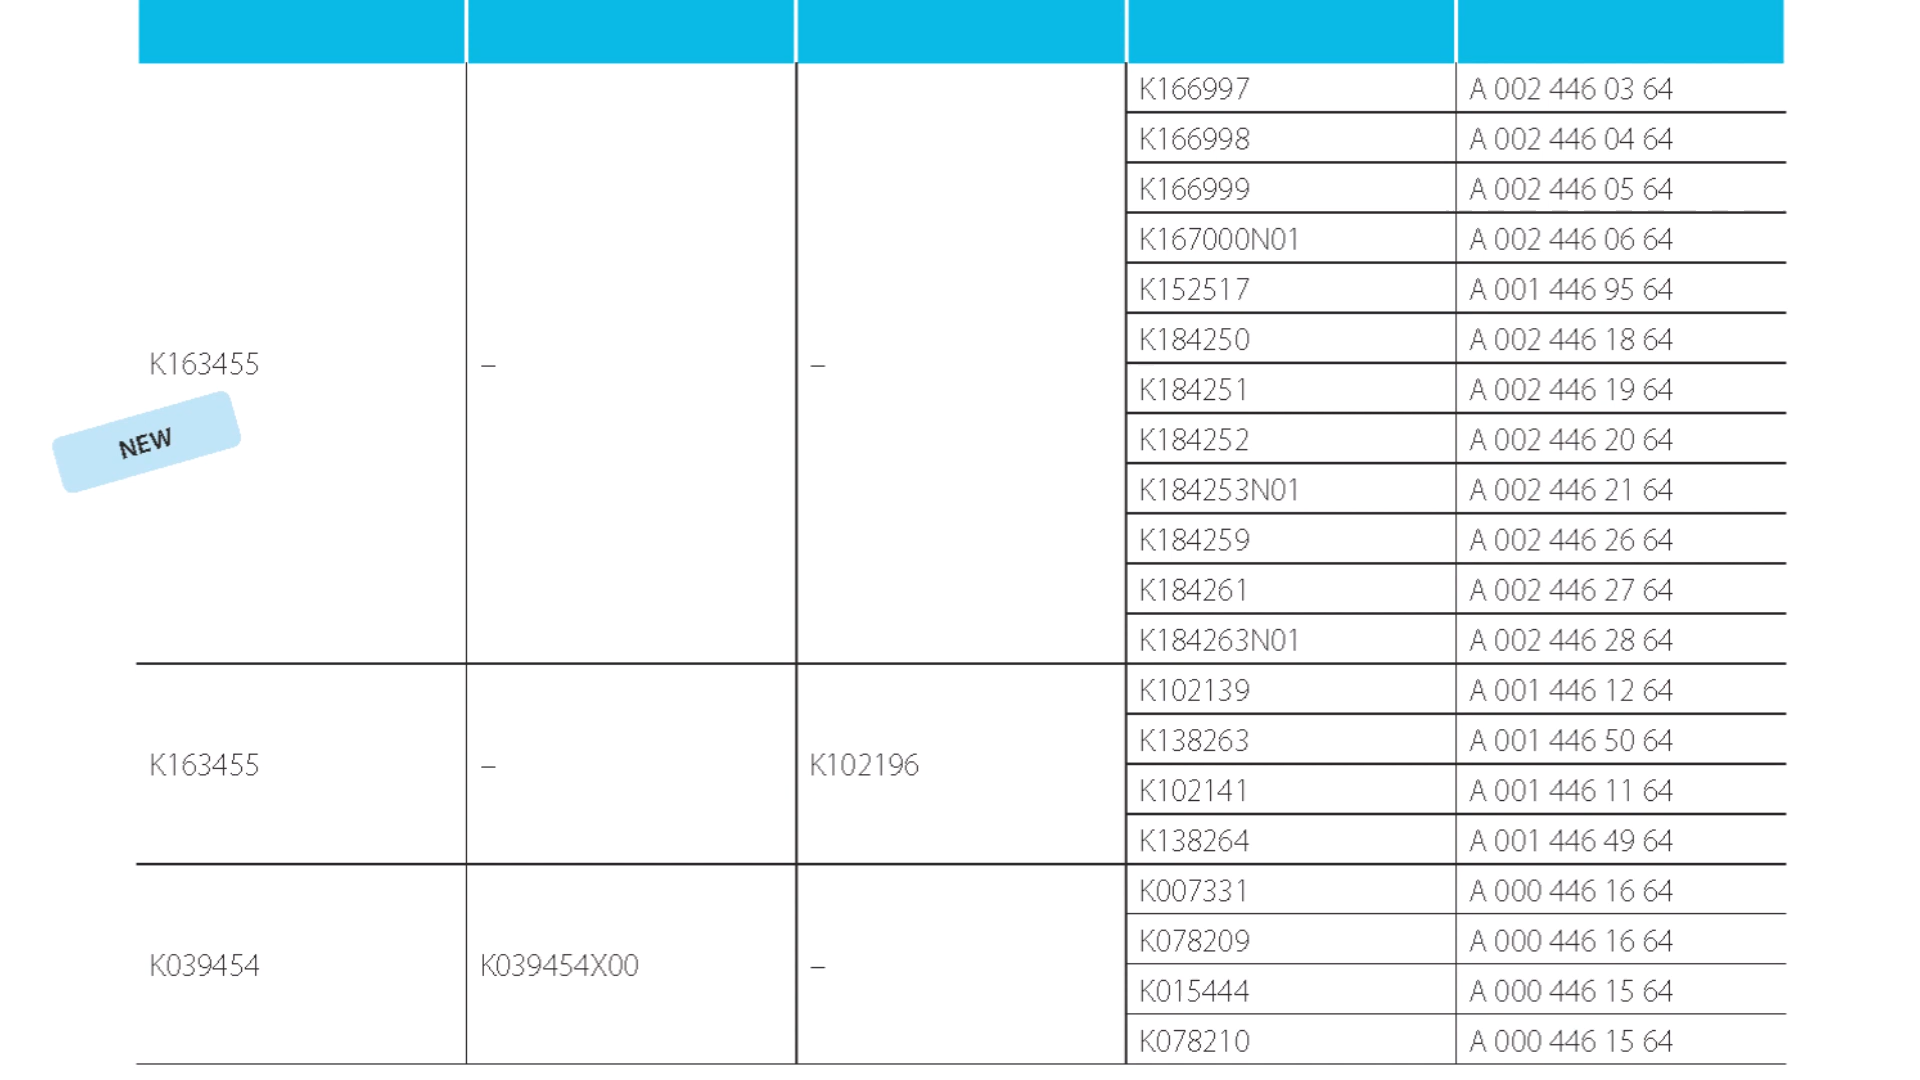 K166997 A 002 446 03 64
K166998 A 002 446 04 64
K166999 A 002 446 05 64
K167000N01 A 002 446 06 64
K152517 A 001 446 95 64
K184250 A 002 446 18 64
K163455 – –
K184251 A 002 446 19 64
NEW
K184252 A 002 446 20 64
K184253N01 A 002 446 21 64
K184259 A 002 446 26 64
K184261 A 002 446 27 64
K184263N01 A 002 446 28 64
K102139 A 001 446 12 64
K138263 A 001 446 50 64
K163455 – K102196
K102141 A 001 446 11 64
K138264 A 001 446 49 64
K007331 A 000 446 16 64
K078209 A 000 446 16 64
K039454 K039454X00 –
K015444 A 000 446 15 64
K078210 A 000 446 15 64